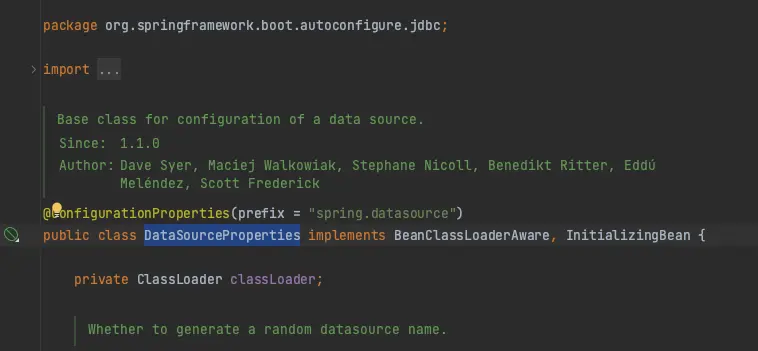 package org.springframework.boot.autoconfigure.jdbc;
import ...
Base class for configuration of a data source.
Since: 1.1.0
Author: Dave Syer, Maciej Walkowiak, Stephane Nicoll, Benedikt Ritter, Eddú
Meléndez, Scott Frederick
@ConfigurationProperties(prefix = "spring.datasource")
public class DataSourceProperties implements BeanClassLoaderAware, InitializingBean {
private ClassLoader classLoader;
Whether to generate a random datasource name.